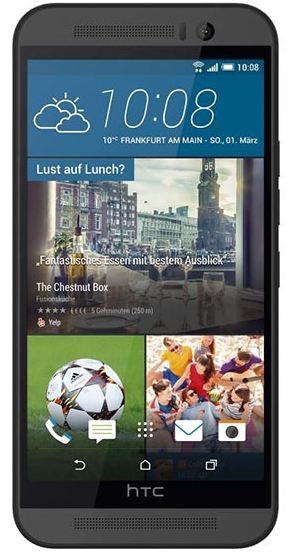 10:08
10:08
10° FRANKFURT AM MAIN - SO., 01. März
Lust auf Lunch?
„Fantastisches Essen mit bestem Ausblick“
The Chestnut Box
Fusionsküche
5 Gehminuten (250 m)
Yelp
hTC